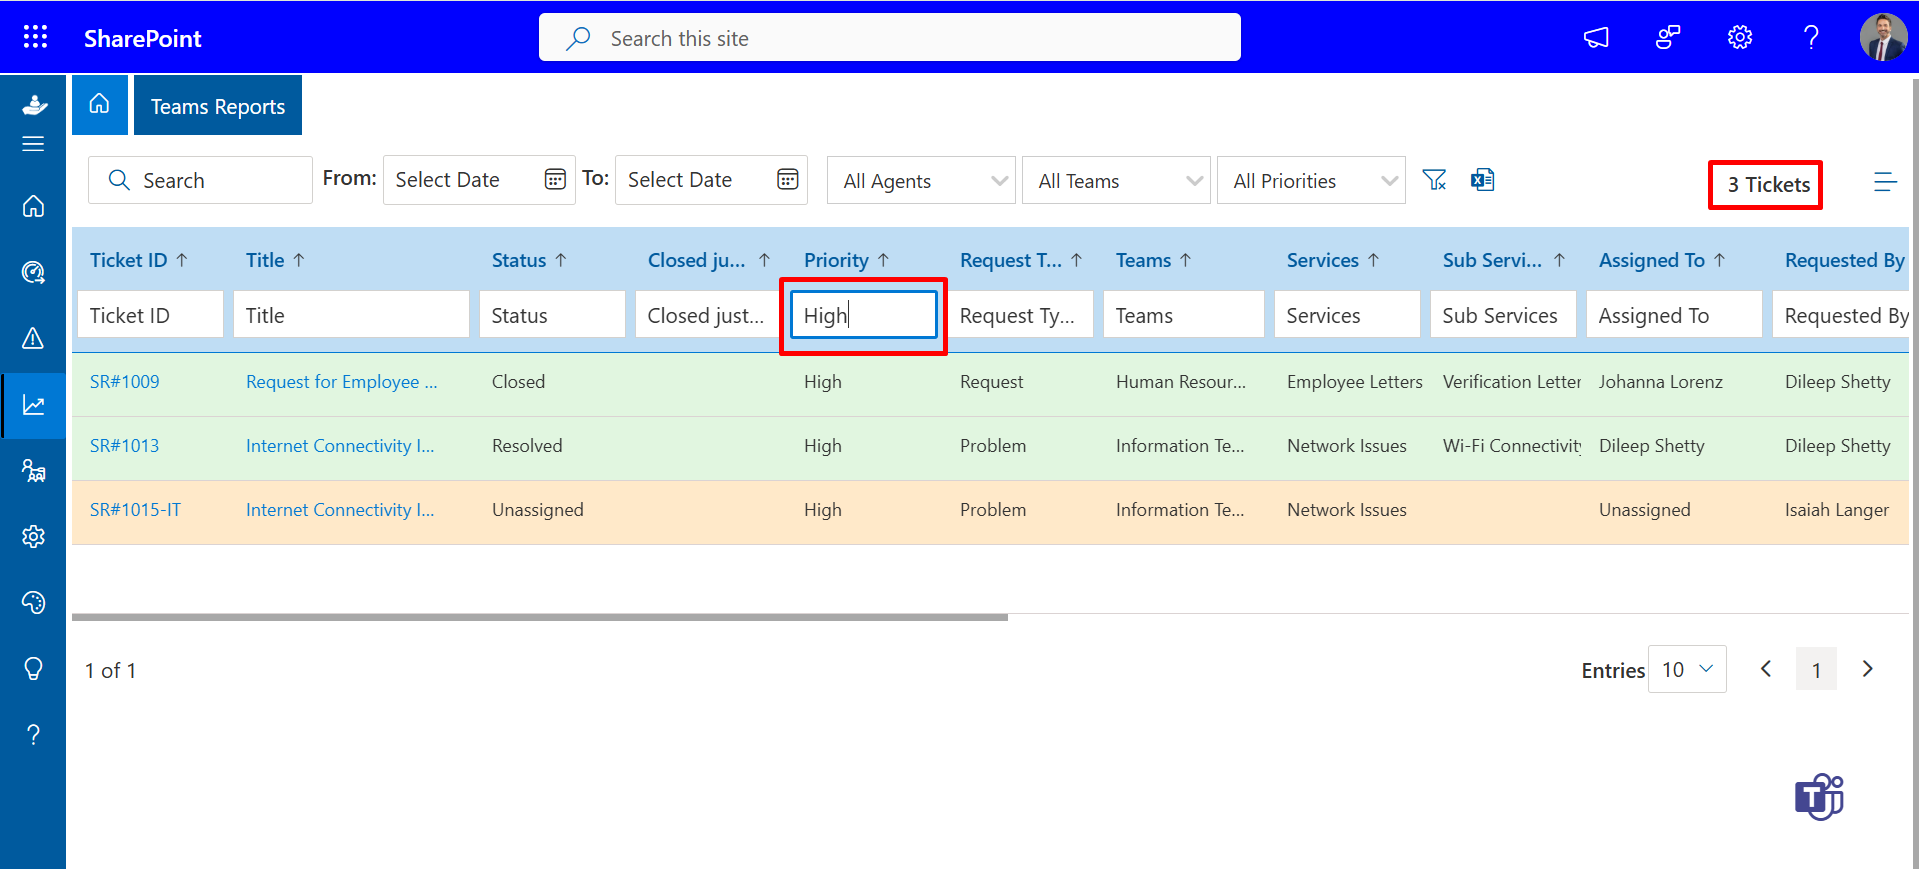 SharePoint
Search this site
Teams Reports
Search
From:
Select Date
To:
Select Date
All Agents
All Teams
All Priorities
3 Tickets
Ticket ID Title Status Closed ju... Priority Request T... Teams Services Sub Servi... Assigned To Requested By
Ticket ID Title Status Closed just... High Request Ty... Teams Services Sub Services Assigned To Requested By
SR#1009 Request for Employee ... Closed High Request Human Resour... Employee Letters Verification Letter Johanna Lorenz Dileep Shetty
SR#1013 Internet Connectivity I... Resolved High Problem Information Te... Network Issues Wi-Fi Connectivity Dileep Shetty Dileep Shetty
SR#1015-IT Internet Connectivity I... Unassigned High Problem Information Te... Network Issues Unassigned Isaiah Langer
1 of 1
Entries 10 1
T